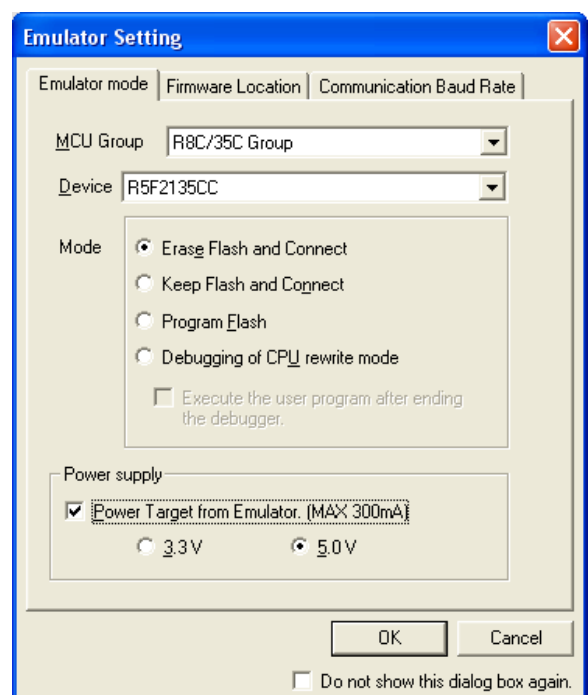 Emulator Setting
Emulator mode
Firmware Location
Communication Baud Rate
MCU Group
R8C/35C Group
Device
R5F2135CC
Mode
Erase Flash and Connect
Keep Flash and Connect
Program Flash
Debugging of CPU rewrite mode
Execute the user program after ending
the debugger.
Power supply
Power Target from Emulator. (MAX 300mA)
3.3 V
5.0 V
OK
Cancel
Do not show this dialog box again.